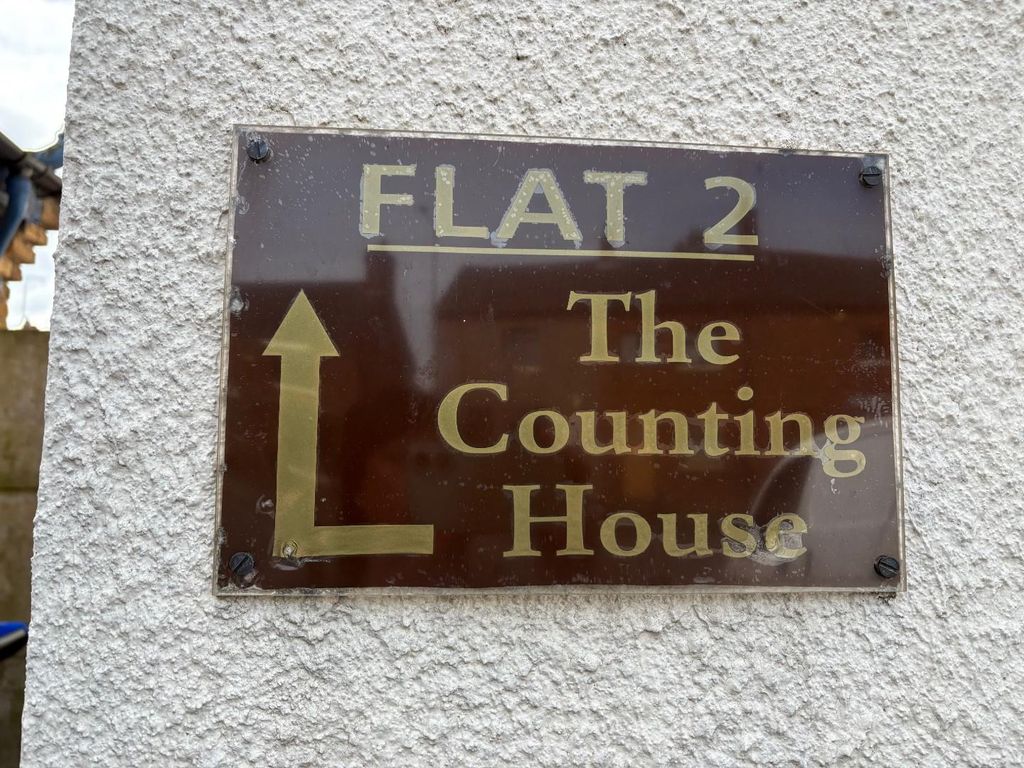 FLAT 2
The
Counting
House